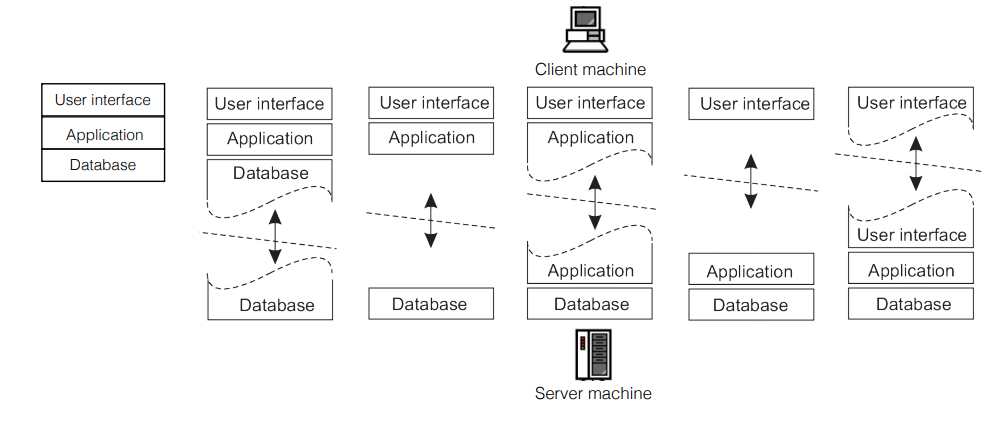 Client machine
User interface
Application
Database
User interface
Application
Database
Database
User interface
Application
Database
User interface
Application
Application
Database
User interface
Application
Database
User interface
User interface
Application
Database
Server machine